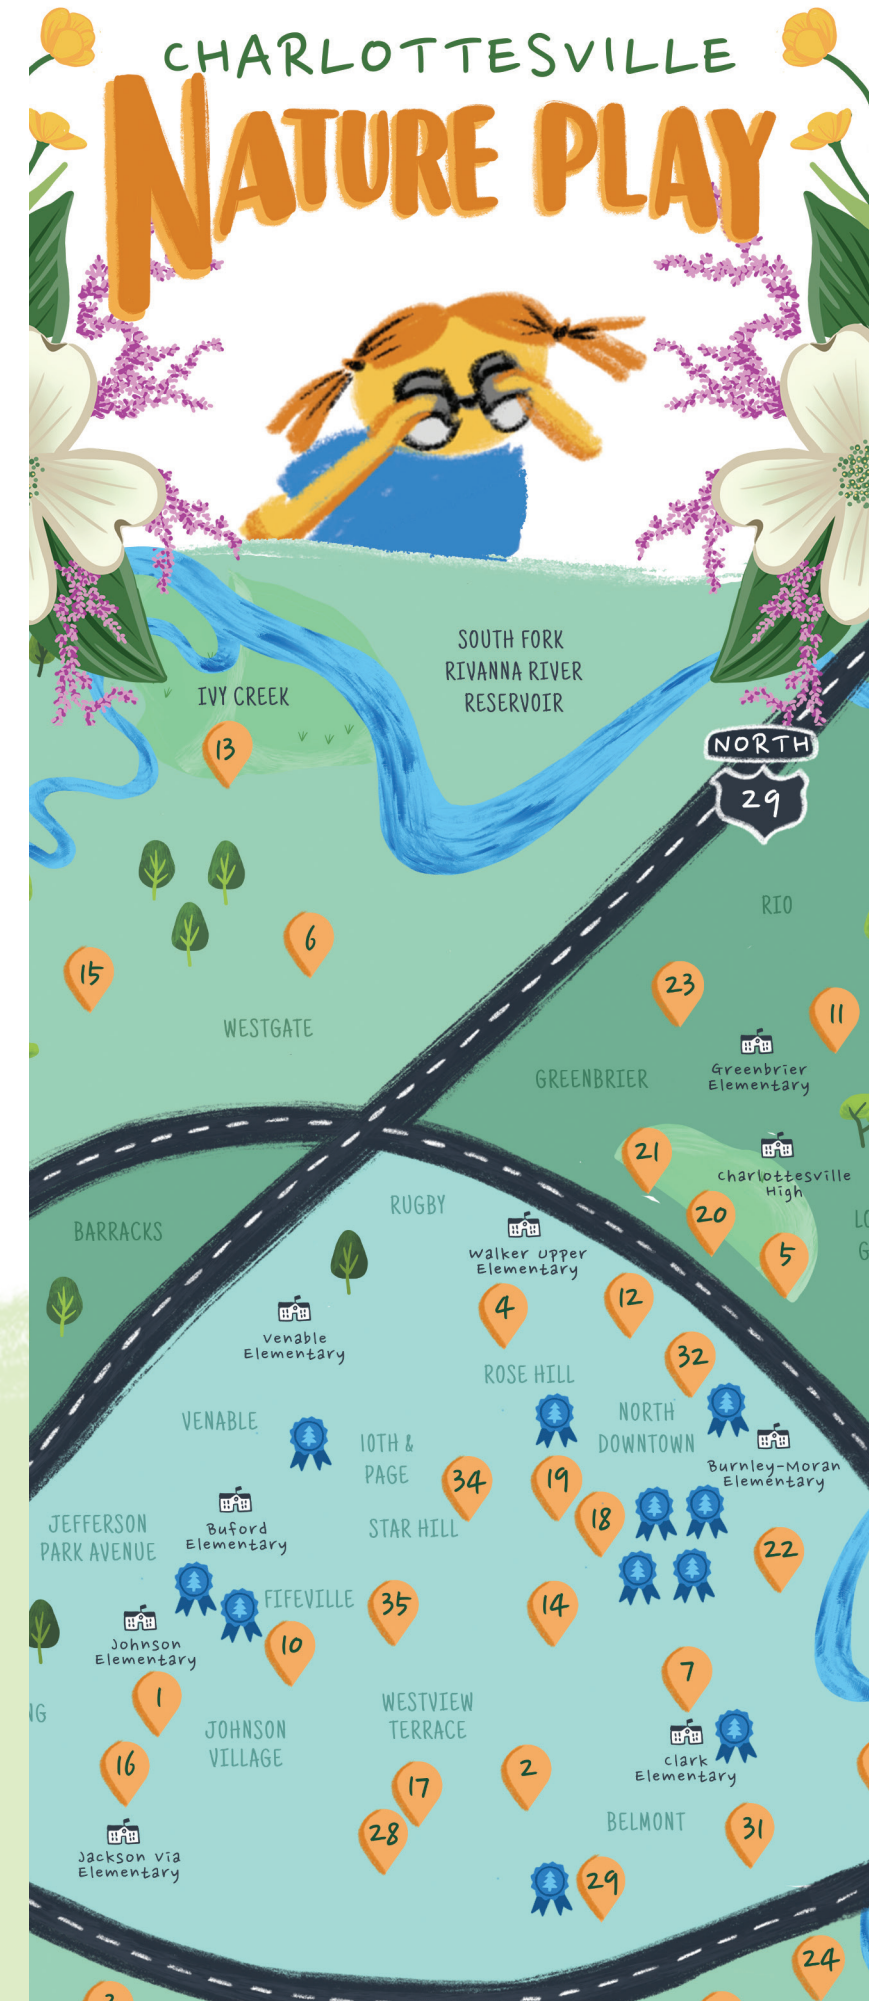 CHARLOTTESVILLE
NATURE PLAY
SOUTH FORK
RIVANNA RIVER
RESERVOIR
IVY CREEK
13
NORTH
29
RIO
6
15
23
11
WESTGATE
Greenbrier
Elementary
GREENBRIER
21
Charlottesville
High
20
5
RUGBY
BARRACKS
Walker Upper
Elementary
4
12
Venable
Elementary
32
ROSE HILL
VENABLE
NORTH
DOWNTOWN
10TH &
PAGE
Burnley-Moran
Elementary
34
19
18
JEFFERSON
PARK AVENUE
Buford
Elementary
STAR HILL
22
FIFEVILLE
35
14
Johnson
Elementary
10
7
1
WESTVIEW
TERRACE
JOHNSON
VILLAGE
Clark
Elementary
16
2
17
BELMONT
31
28
Jackson Via
Elementary
29
24